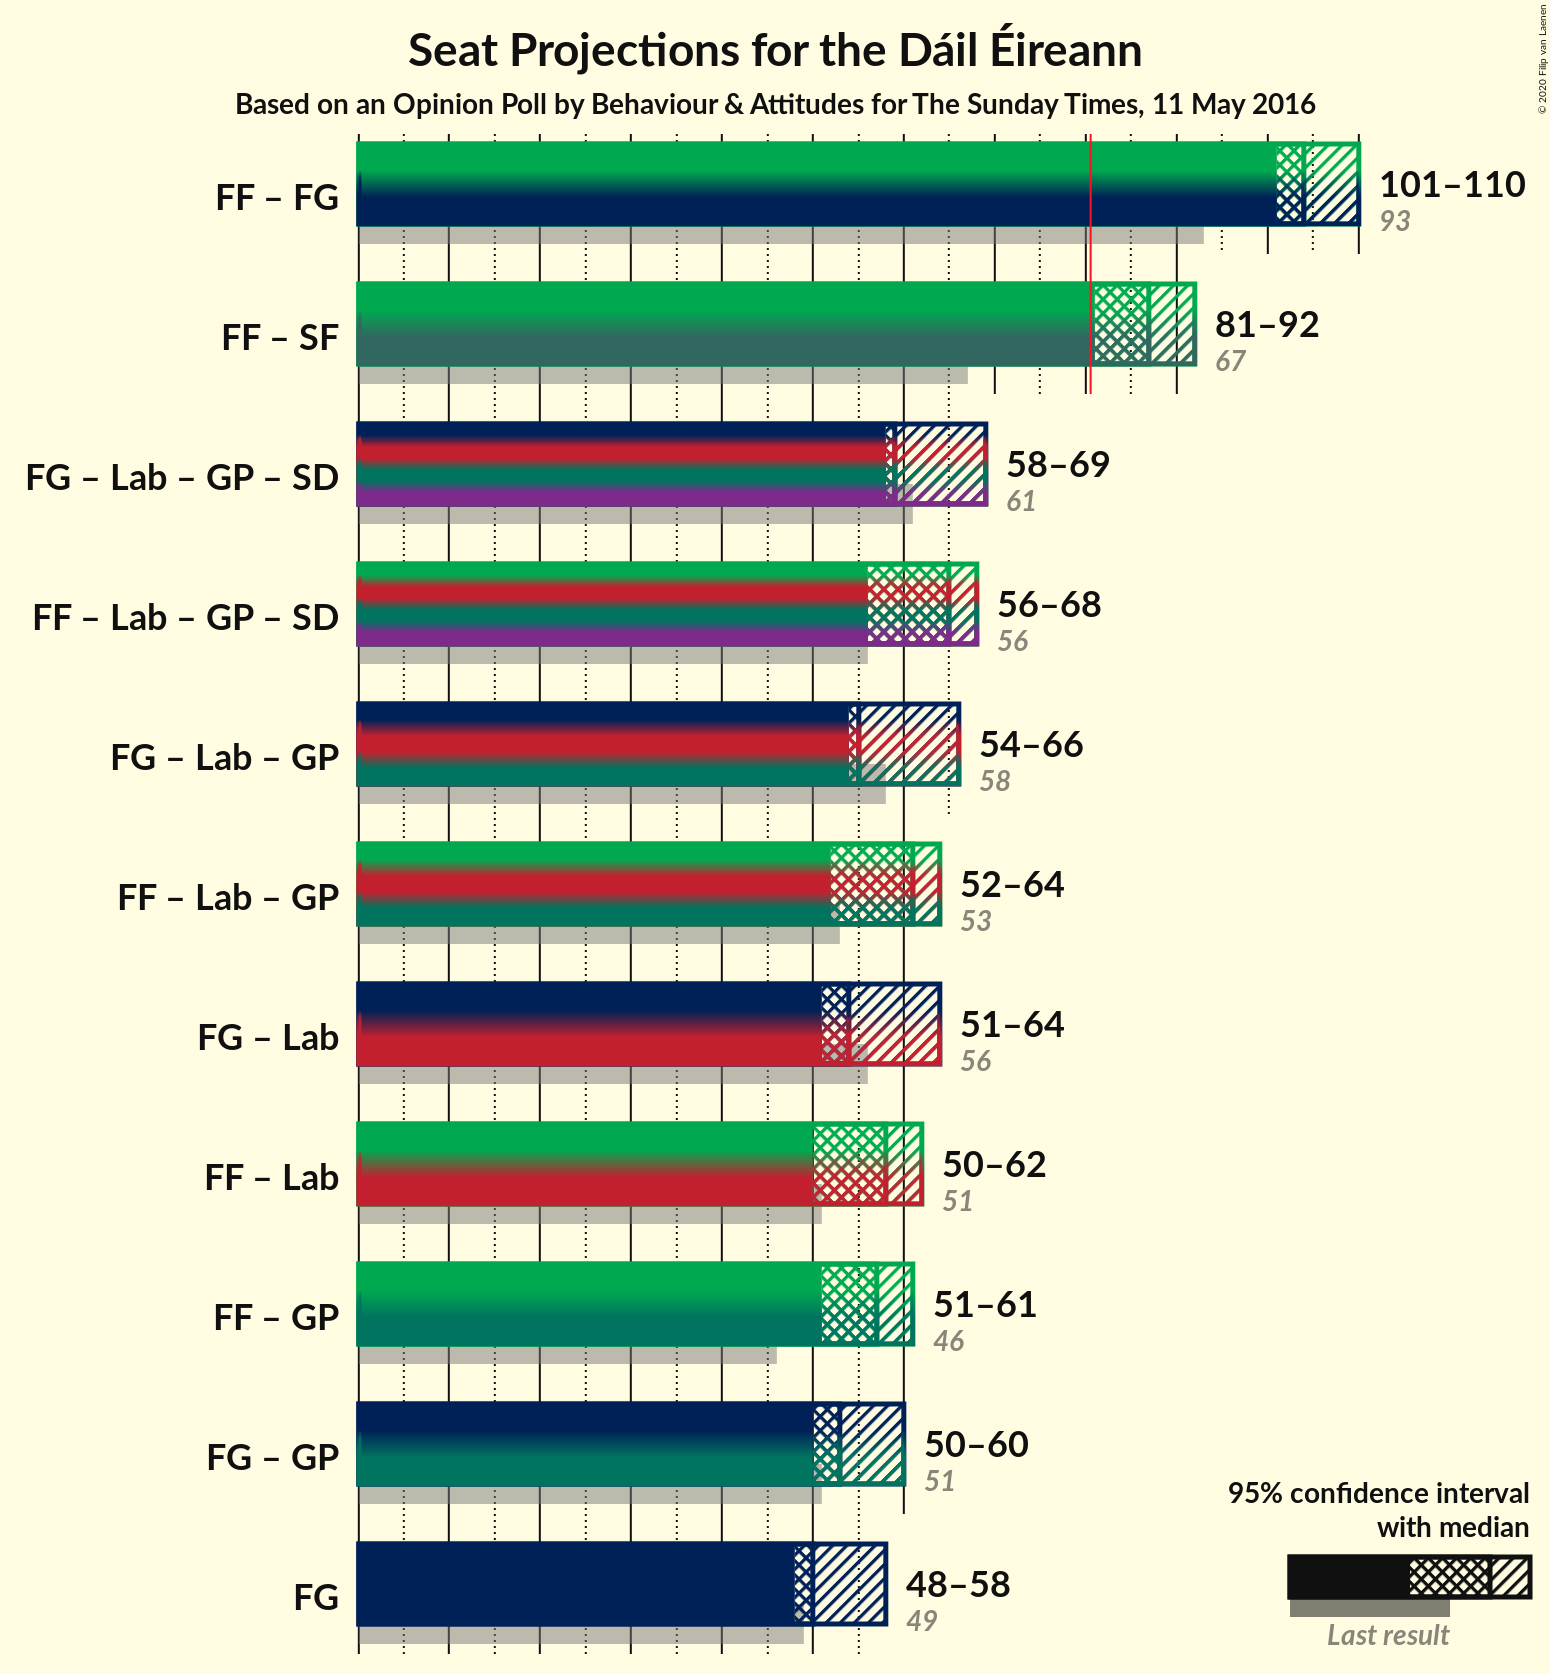 Seat Projections for the Dáil Éireann
Based on an Opinion Poll by Behaviour & Attitudes for The Sunday Times, 11 May 2016
© 2020 Filip van Laenen
FF – FG
101–110
93
FF – SF
81–92
67
FG – Lab – GP – SD
58–69
61
FF – Lab – GP – SD
56–68
56
FG – Lab – GP
54–66
58
FF – Lab – GP
52–64
53
FG – Lab
51–64
56
FF – Lab
50–62
51
FF – GP
51–61
46
FG – GP
50–60
51
FG
48–58
49
95% confidence interval
with median
Last result